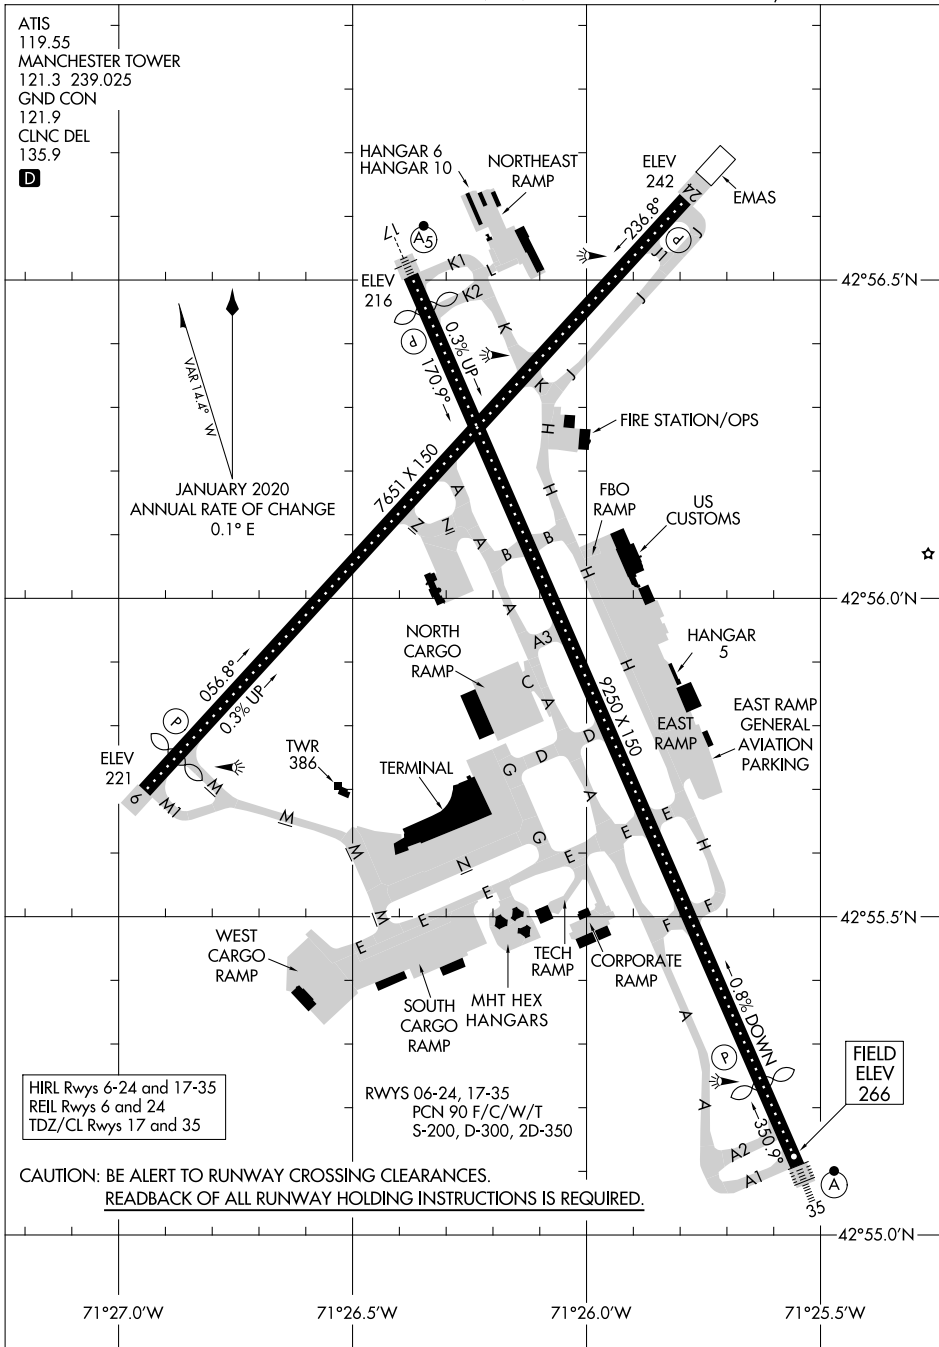 ATIS
119.55
MANCHESTER TOWER
121.3 239.025
GND CON
121.9
CLNC DEL
135.9
D
HANGAR 6
HANGAR 10
NORTHEAST
RAMP
ELEV
242
24
EMAS
236.8°
P
J
J
J1
J
17
A5
K1
L
K2
K
K
ELEV
216
P
0.3% UP
170.9°
42°56.5'N
VAR 14.4° W
JANUARY 2020
ANNUAL RATE OF CHANGE
0.1° E
7651 X 150
H
FIRE STATION/OPS
A
Z
N
A
B
B
H
H
FBO
RAMP
US
CUSTOMS
42°56.0'N
A
A3
NORTH
CARGO
RAMP
C
A
H
HANGAR
5
9250 X 150
EAST
RAMP
EAST RAMP
GENERAL
AVIATION
PARKING
056.8°
0.3% UP
P
ELEV
221
6
M1
M
M
TWR
386
TERMINAL
G
D
D
A
E
E
H
M
N
G
E
E
E
M
E
F
F
42°55.5'N
WEST
CARGO
RAMP
SOUTH
CARGO
RAMP
MHT HEX
HANGARS
TECH
RAMP
CORPORATE
RAMP
A
0.8% DOWN
P
A
FIELD
ELEV
266
350.9°
A2
A1
A
35
HIRL Rwys 6-24 and 17-35
REIL Rwys 6 and 24
TDZ/CL Rwys 17 and 35
RWYS 06-24, 17-35
PCN 90 F/C/W/T
S-200, D-300, 2D-350
CAUTION: BE ALERT TO RUNWAY CROSSING CLEARANCES.
READBACK OF ALL RUNWAY HOLDING INSTRUCTIONS IS REQUIRED.
42°55.0'N
71°27.0'W
71°26.5'W
71°26.0'W
71°25.5'W